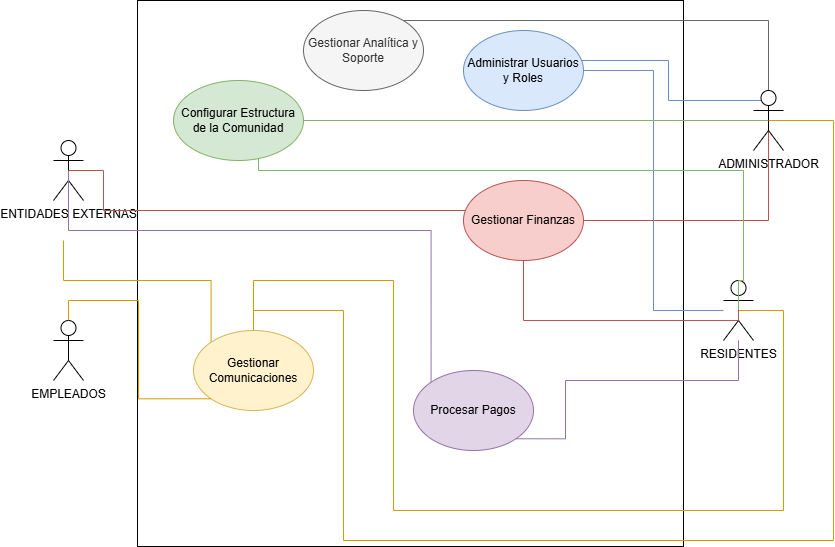 Gestionar Analítica y
Soporte
Administrar Usuarios
y Roles
Configurar Estructura
de la Comunidad
ADMINISTRADOR
ENTIDADES EXTERNAS
Gestionar Finanzas
RESIDENTES
Gestionar
Comunicaciones
EMPLEADOS
Procesar Pagos